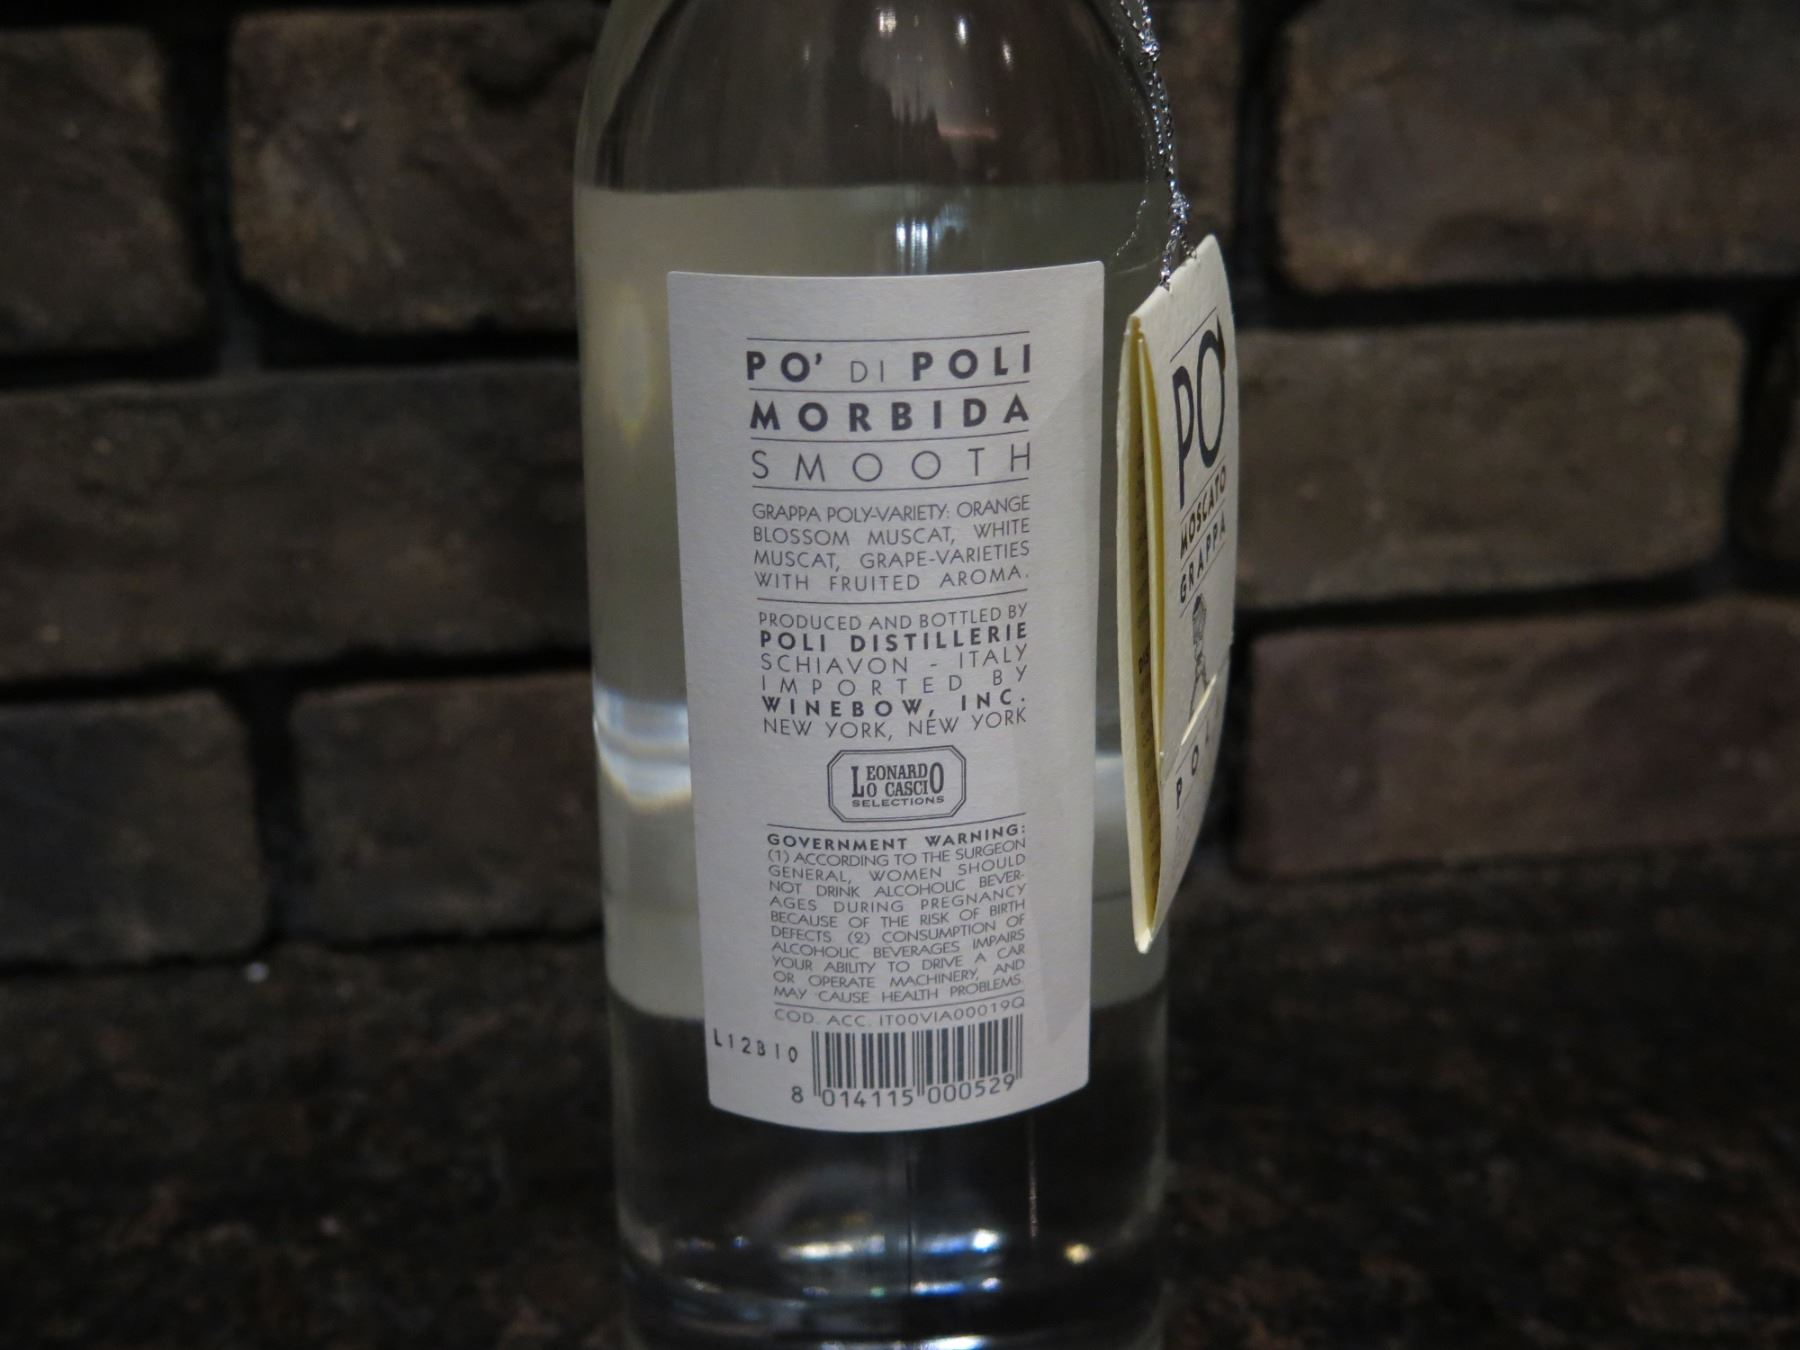 PO' DI POLI
MORBIDA
SMOOTH
GRAPPA POLY-VARIETY: ORANGE
BLOSSOM MUSCAT, WHITE
MUSCAT, GRAPE-VARIETIES
WITH FRUITED AROMA.
PRODUCED AND BOTTLED BY
POLI DISTILLERIE
SCHIAVON - ITALY
IMPORTED BY
WINEBOW, INC.
NEW YORK, NEW YORK
LEONARDO
LO CASCIO
SELECTIONS
GOVERNMENT WARNING:
(1) ACCORDING TO THE SURGEON
GENERAL, WOMEN SHOULD
NOT DRINK ALCOHOLIC BEVER-
AGES DURING PREGNANCY
BECAUSE OF THE RISK OF BIRTH
DEFECTS (2) CONSUMPTION OF
ALCOHOLIC BEVERAGES IMPAIRS
YOUR ABILITY TO DRIVE A CAR
OR OPERATE MACHINERY, AND
MAY CAUSE HEALTH PROBLEMS.
COD. ACC. IT00VIA00019Q
L12B10
8 014115 000529
PO'
MOSCATO
GRAPPA
POLI